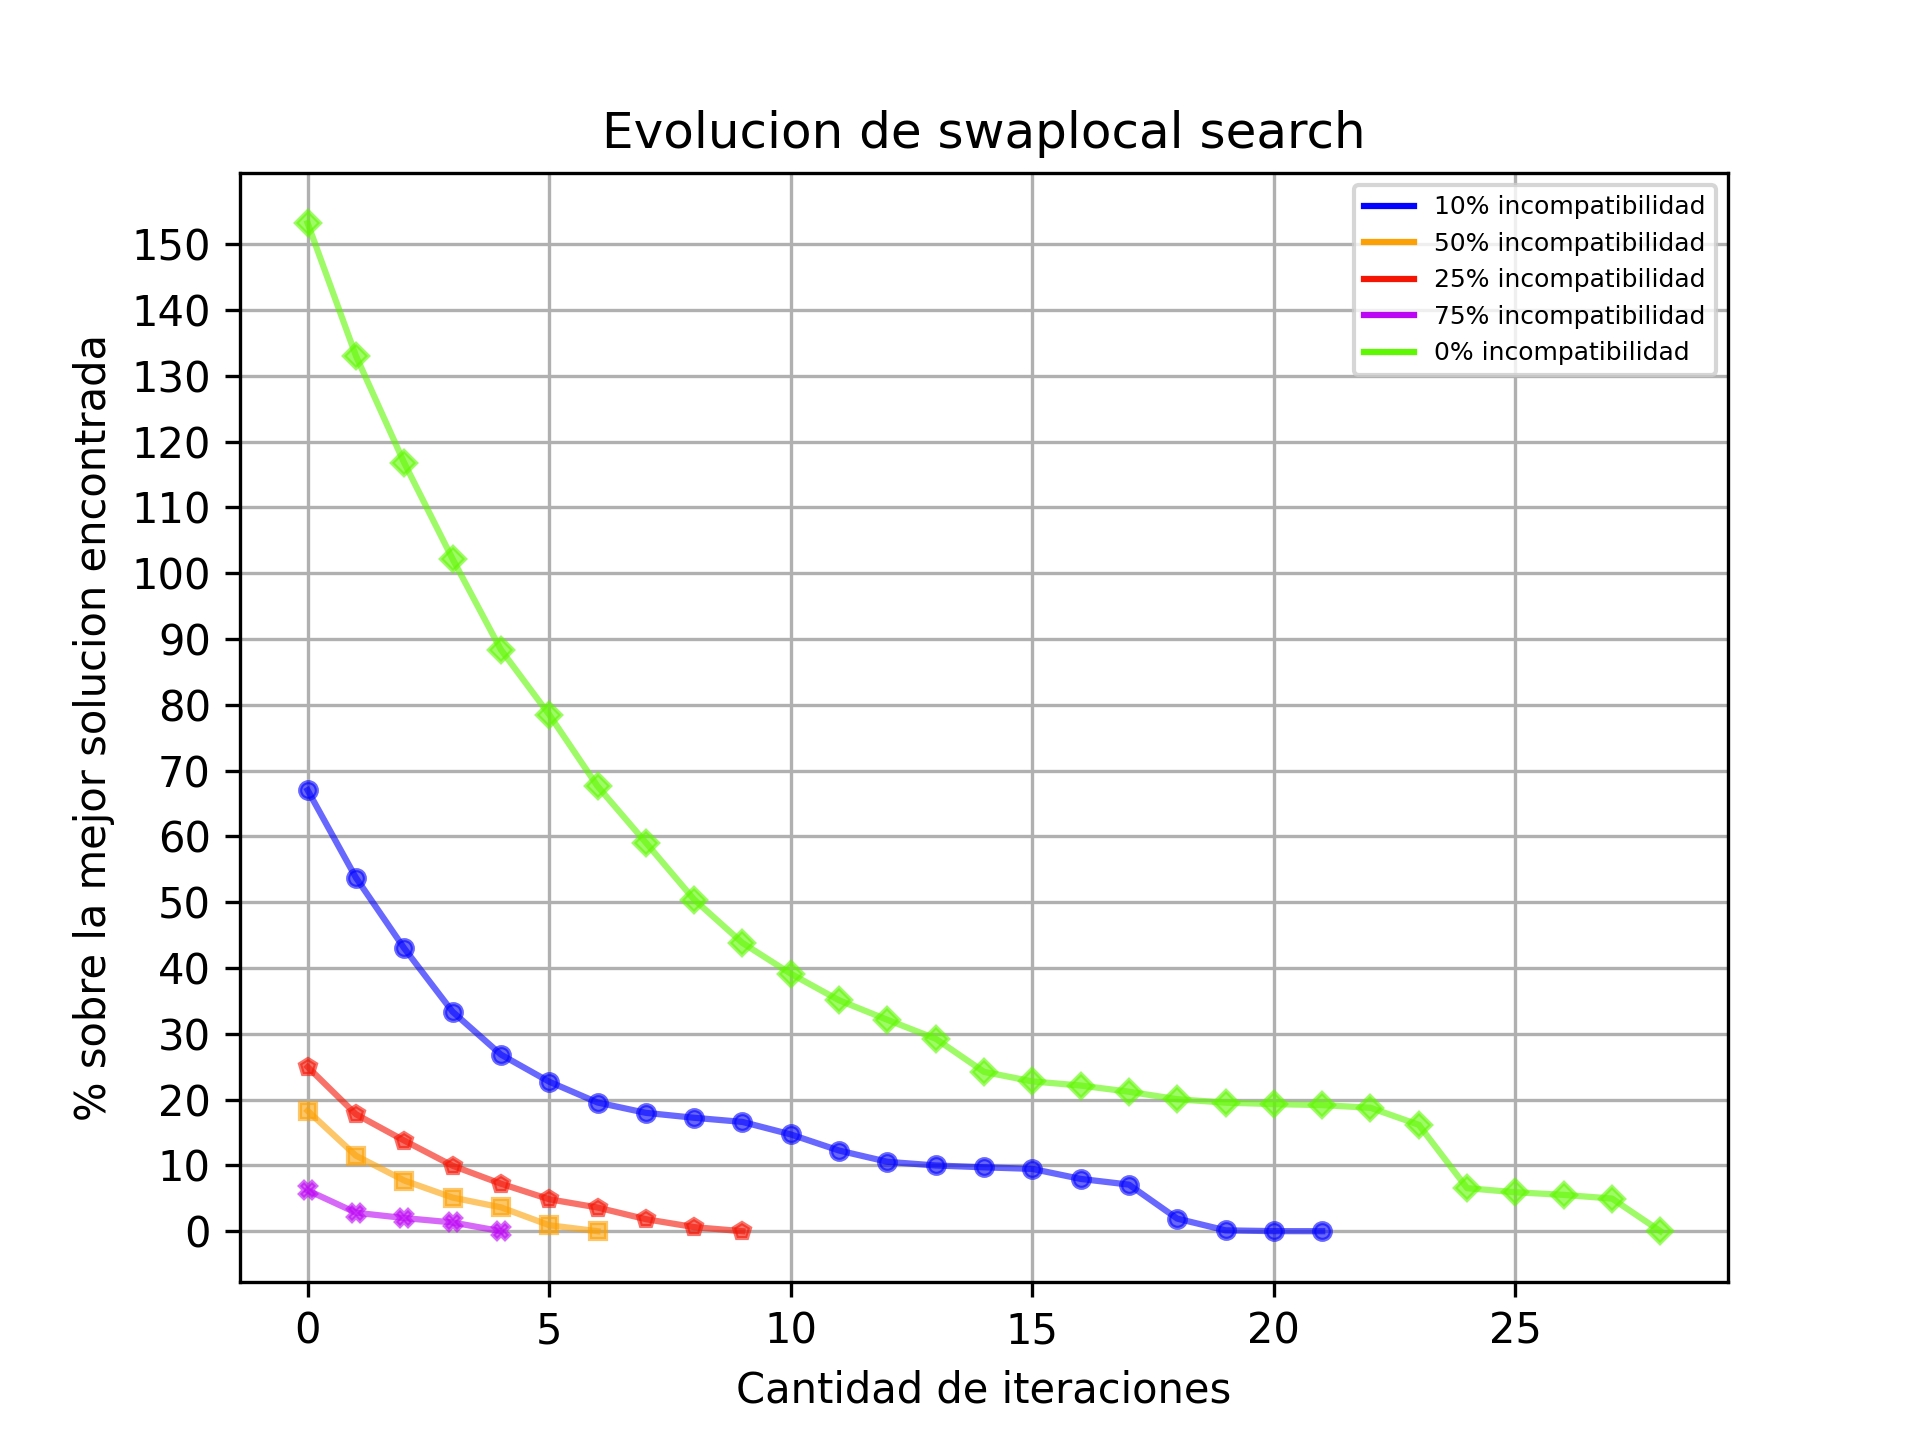 Evolucion de swaplocal search
10% incompatibilidad
50% incompatibilidad
25% incompatibilidad
75% incompatibilidad
0% incompatibilidad
% sobre la mejor solucion encontrada
150
140
130
120
110
100
90
80
70
60
50
40
30
20
10
0
0 5 10 15 20 25
Cantidad de iteraciones